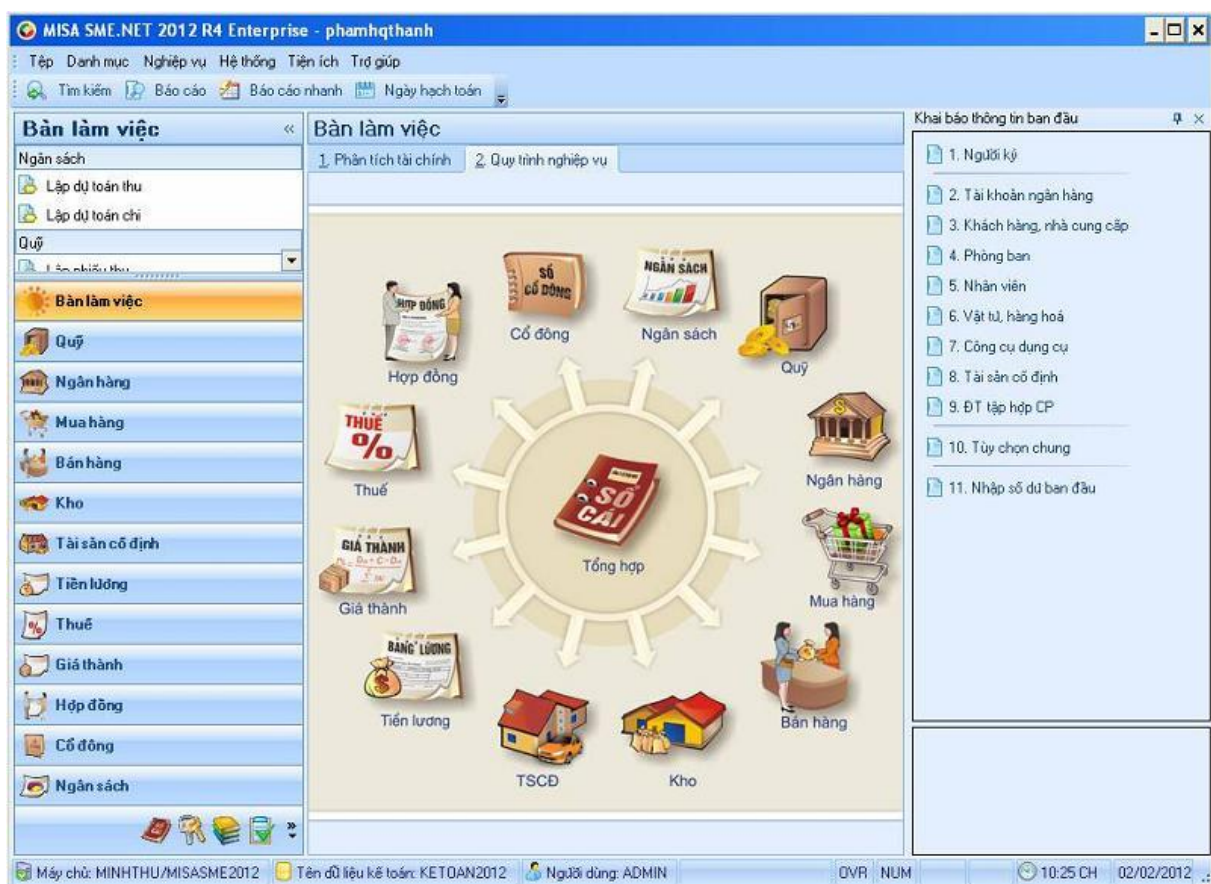 MISA SME.NET 2012 R4 Enterprise - phamhqthanh
Tệp Danh mục Nghiệp vụ Hệ thống Tiện ích Trợ giúp
Tìm kiếm Báo cáo Báo cáo nhanh Ngày hạch toán
Bàn làm việc «
Ngân sách
Lập dự toán thu
Lập dự toán chi
Quỹ
Lập phiếu thu
Bàn làm việc
Quỹ
Ngân hàng
Mua hàng
Bán hàng
Kho
Tài sản cố định
Tiền lương
Thuế
Giá thành
Hợp đồng
Cổ đông
Ngân sách
Bàn làm việc
1. Phân tích tài chính 2. Quy trình nghiệp vụ
HỢP ĐỒNG
Hợp đồng
SỔ
CỔ ĐÔNG
Cổ đông
NGÂN SÁCH
Ngân sách
Quỹ
THUẾ
%
Thuế
$
Ngân hàng
SỔ
CÁI
Tổng hợp
GIÁ THÀNH
Giá thành
Mua hàng
BẢNG LƯƠNG
$
Tiền lương
TSCĐ
Kho
Bán hàng
Khai báo thông tin ban đầu
1. Người ký
2. Tài khoản ngân hàng
3. Khách hàng, nhà cung cấp
4. Phòng ban
5. Nhân viên
6. Vật tư, hàng hoá
7. Công cụ dụng cụ
8. Tài sản cố định
9. ĐT tập hợp CP
10. Tùy chọn chung
11. Nhập số dư ban đầu
Máy chủ: MINHTHU/MISASME2012 Tên dữ liệu kế toán: KETOAN2012 Người dùng: ADMIN OVR NUM 10:25 CH 02/02/2012